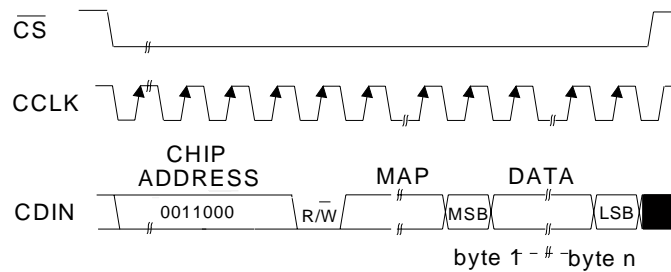 CS
CCLK
CHIP
ADDRESS
MAP
DATA
CDIN
0011000
R/W
MSB
LSB
byte 1
byte n